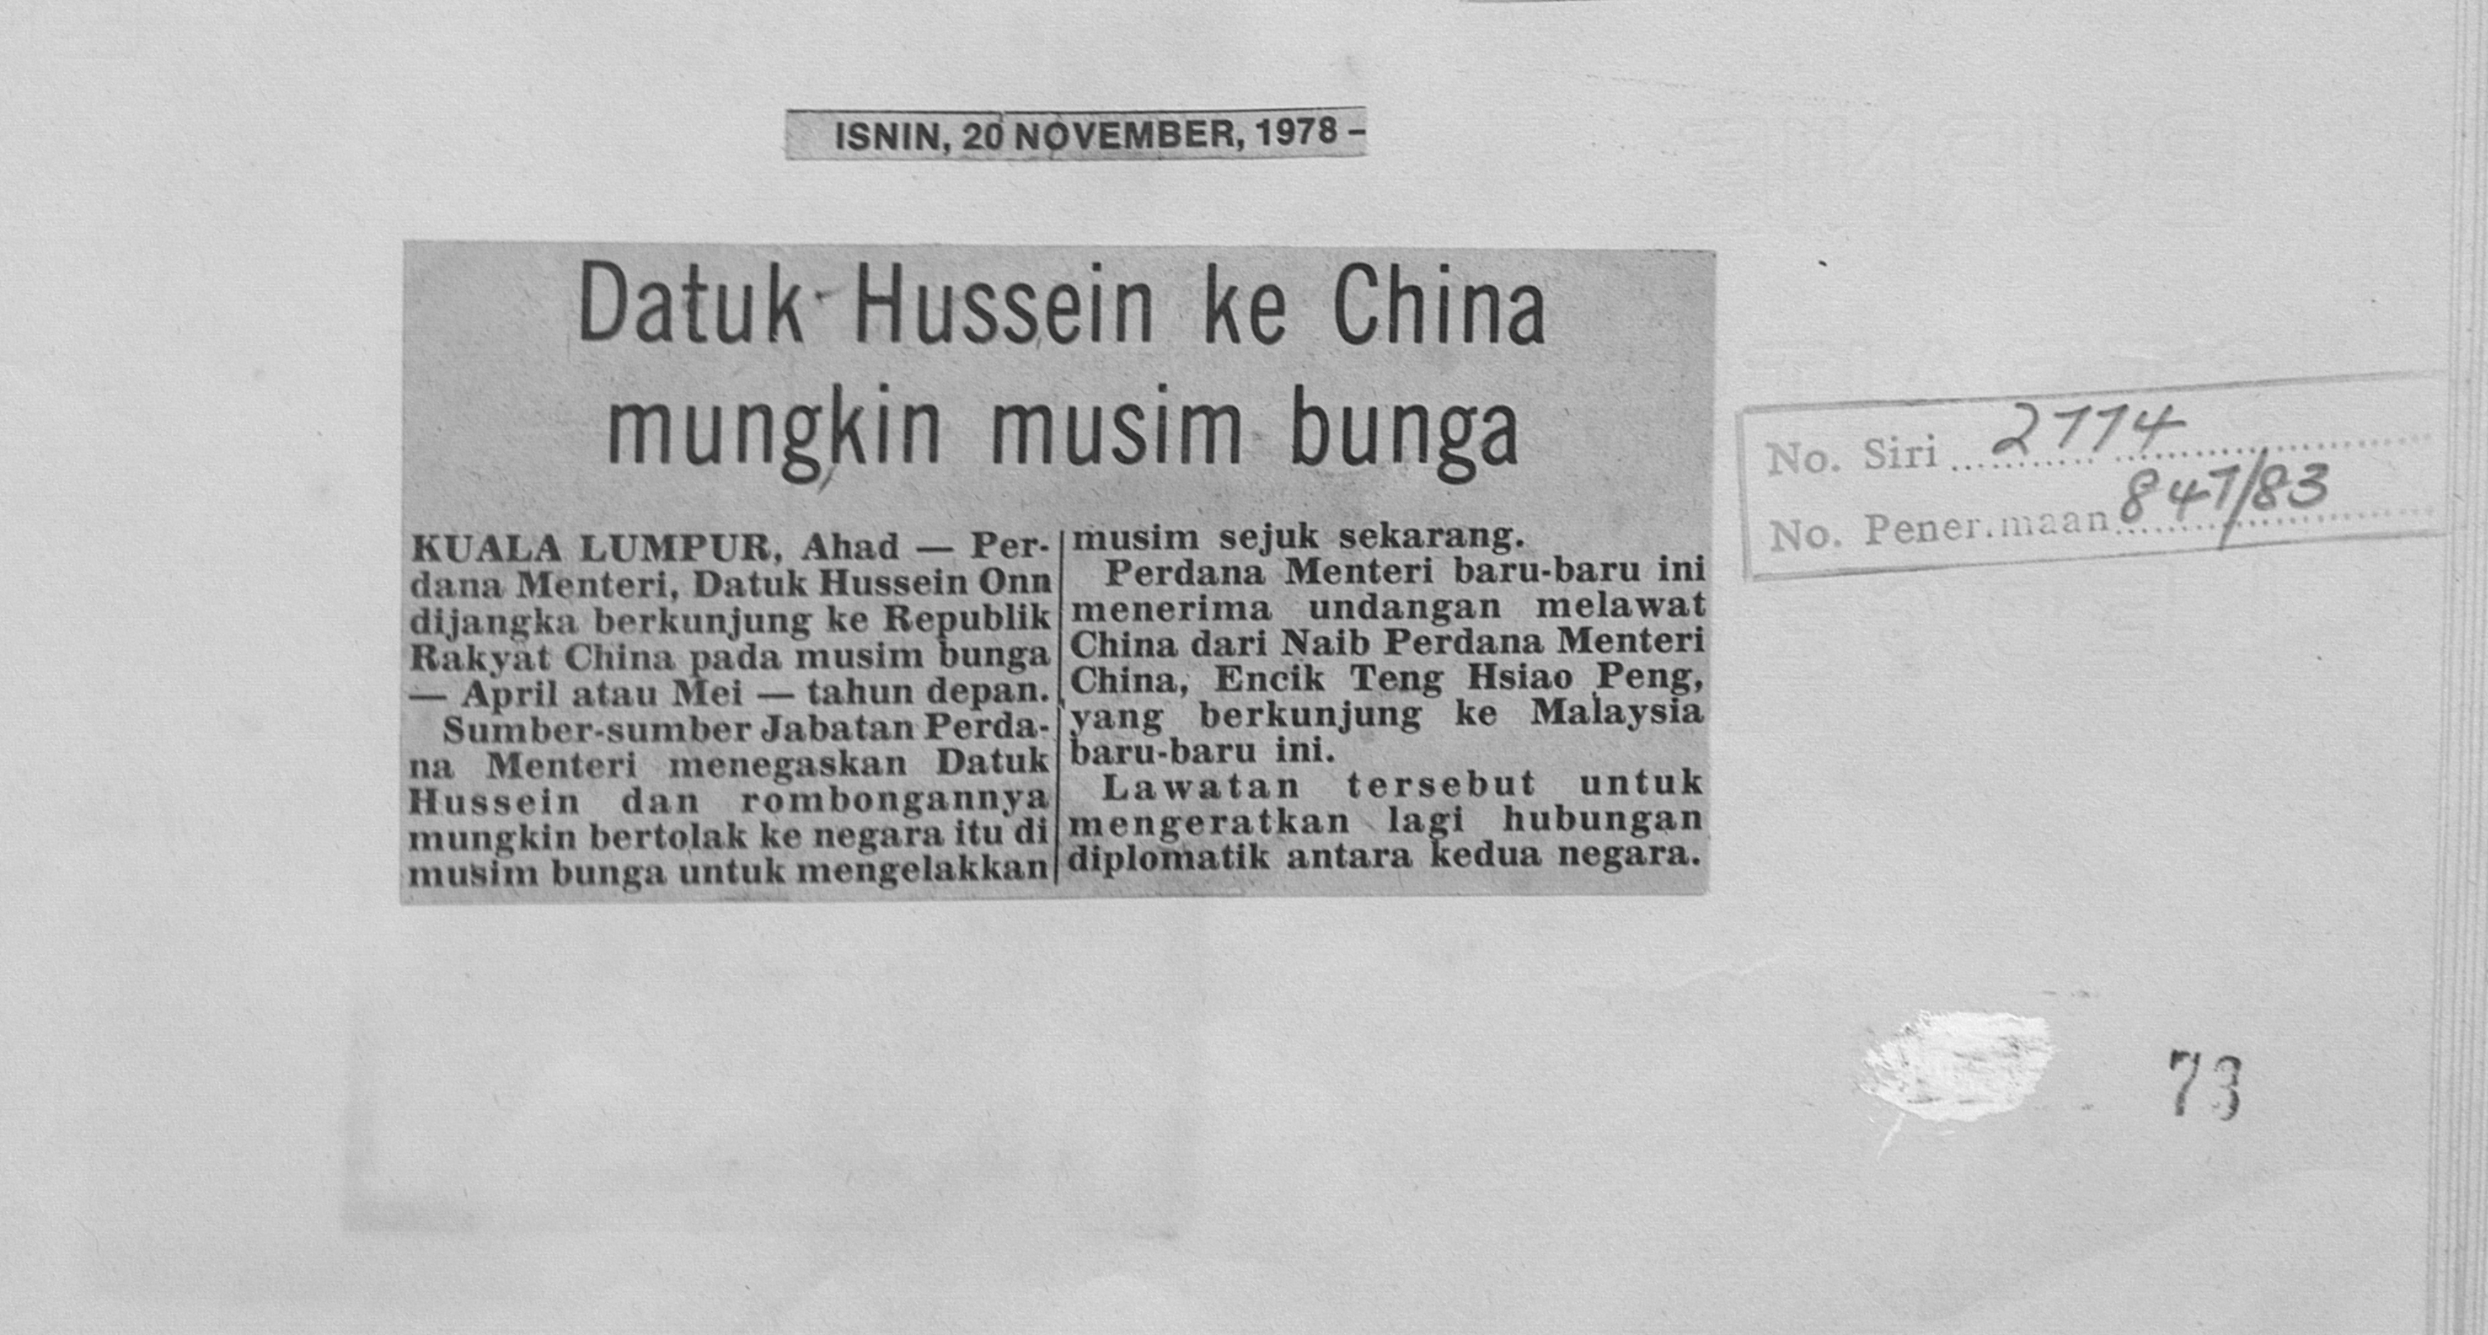 ISNIN, 20 NOVEMBER, 1978 –
Datuk Hussein ke China
mungkin musim bunga
KUALA LUMPUR, Ahad — Per-
dana Menteri, Datuk Hussein Onn
dijangka berkunjung ke Republik
Rakyat China pada musim bunga
— April atau Mei — tahun depan.
Sumber-sumber Jabatan Perda-
na Menteri menegaskan Datuk
Hussein dan rombongannya
mungkin bertolak ke negara itu di
musim bunga untuk mengelakkan
musim sejuk sekarang.
Perdana Menteri baru-baru ini
menerima undangan melawat
China dari Naib Perdana Menteri
China, Encik Teng Hsiao Peng,
yang berkunjung ke Malaysia
baru-baru ini.
Lawatan tersebut untuk
mengeratkan lagi hubungan
diplomatik antara kedua negara.
No. Siri 2774
No. Penerimaan 847/83
73